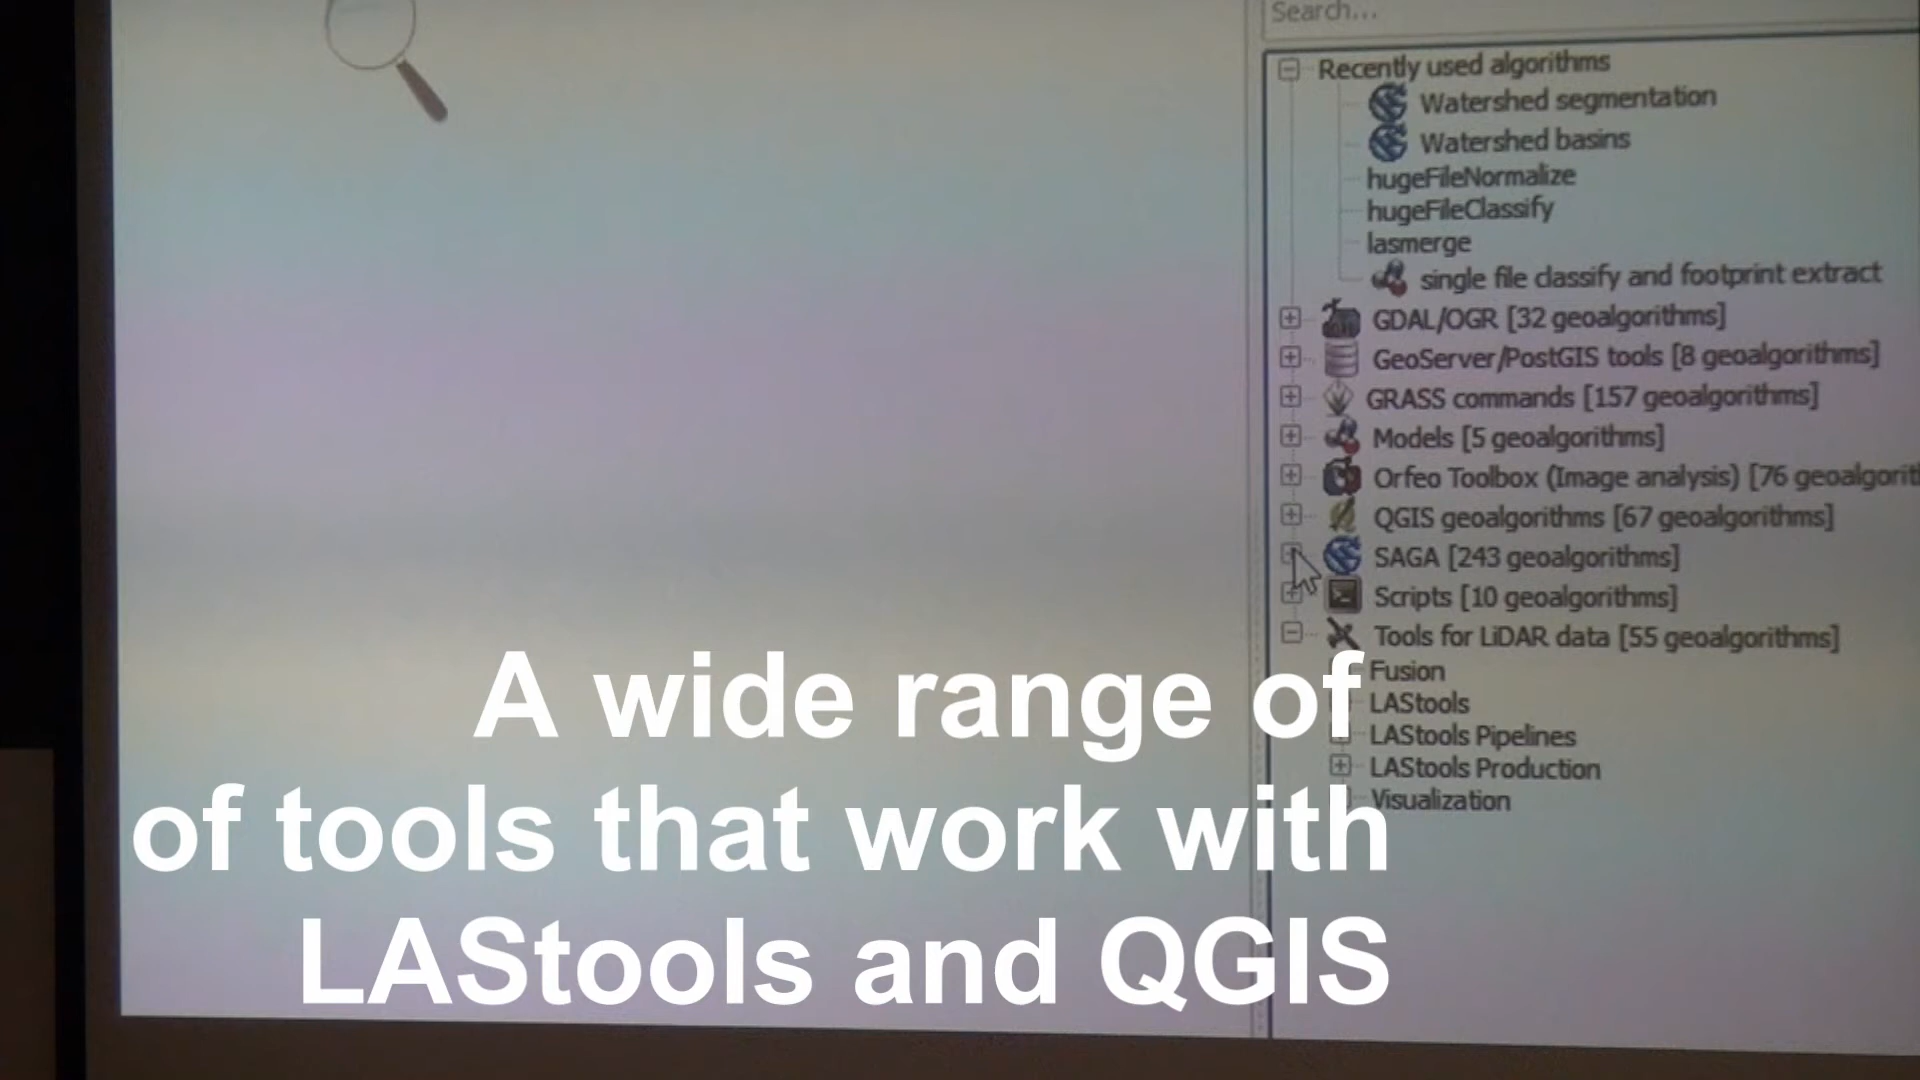 Search...
Recently used algorithms
Watershed segmentation
Watershed basins
hugeFileNormalize
hugeFileClassify
lasmerge
single file classify and footprint extract
GDAL/OGR [32 geoalgorithms]
GeoServer/PostGIS tools [8 geoalgorithms]
GRASS commands [157 geoalgorithms]
Models [5 geoalgorithms]
Orfeo Toolbox (Image analysis) [76 geoalgorit
QGIS geoalgorithms [67 geoalgorithms]
SAGA [243 geoalgorithms]
Scripts [10 geoalgorithms]
Tools for LiDAR data [55 geoalgorithms]
Fusion
LAStools
LAStools Pipelines
LAStools Production
Visualization
A wide range of
of tools that work with
LAStools and QGIS